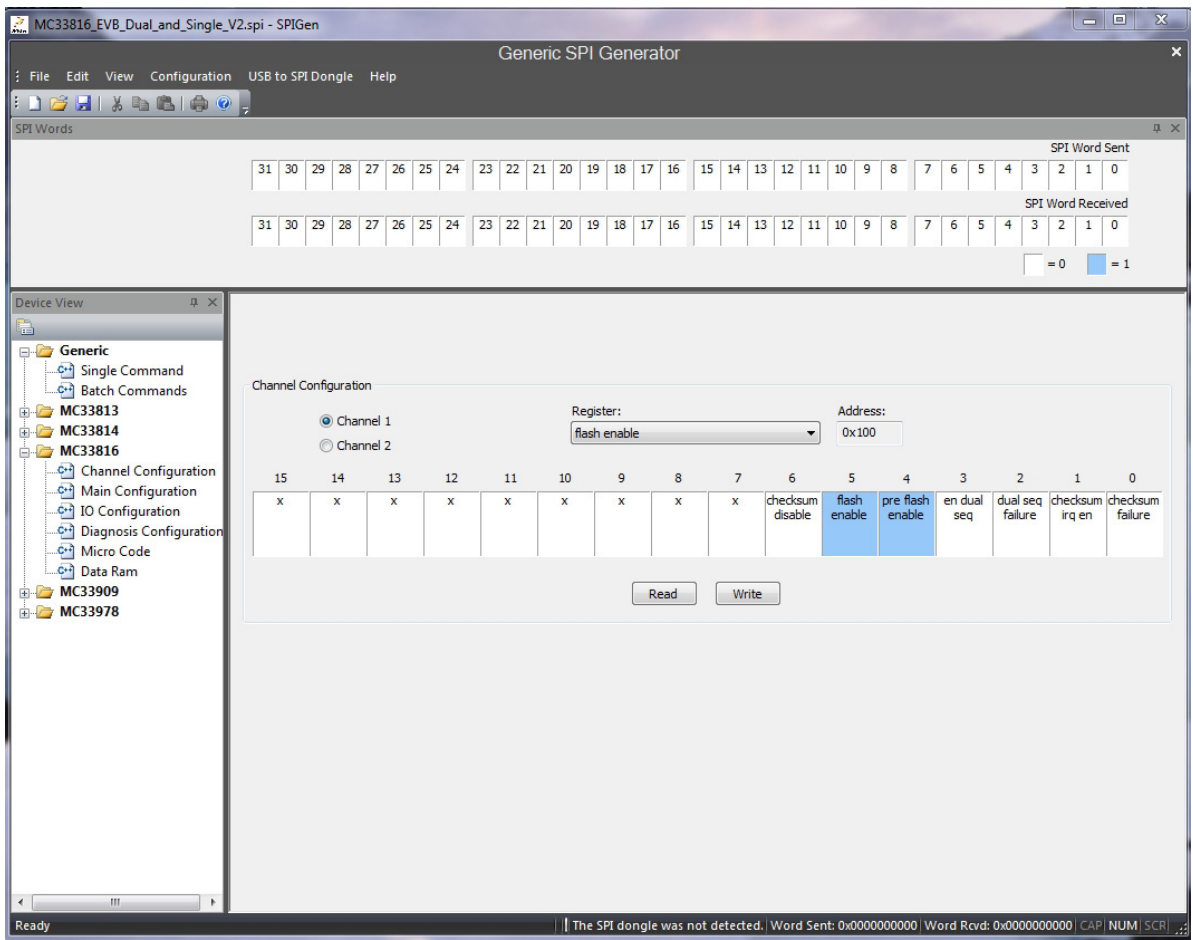 MC33816_EVB_Dual_and_Single_V2.spi - SPIGen
Generic SPI Generator
File Edit View Configuration USB to SPI Dongle Help
SPI Words
SPI Word Sent
31 30 29 28 27 26 25 24 23 22 21 20 19 18 17 16 15 14 13 12 11 10 9 8 7 6 5 4 3 2 1 0
SPI Word Received
31 30 29 28 27 26 25 24 23 22 21 20 19 18 17 16 15 14 13 12 11 10 9 8 7 6 5 4 3 2 1 0
= 0 = 1
Device View
Generic
Single Command
Batch Commands
MC33813
MC33814
MC33816
Channel Configuration
Main Configuration
IO Configuration
Diagnosis Configuration
Micro Code
Data Ram
MC33909
MC33978
Channel Configuration
Channel 1
Channel 2
Register:
flash enable
Address:
0x100
15 14 13 12 11 10 9 8 7 6 5 4 3 2 1 0
x x x x x x x x x checksum flash pre flash en dual dual seq checksum checksum
disable enable enable seq failure irq en failure
Read Write
Ready The SPI dongle was not detected. Word Sent: 0x0000000000 Word Rcvd: 0x0000000000 CAP NUM SCRL